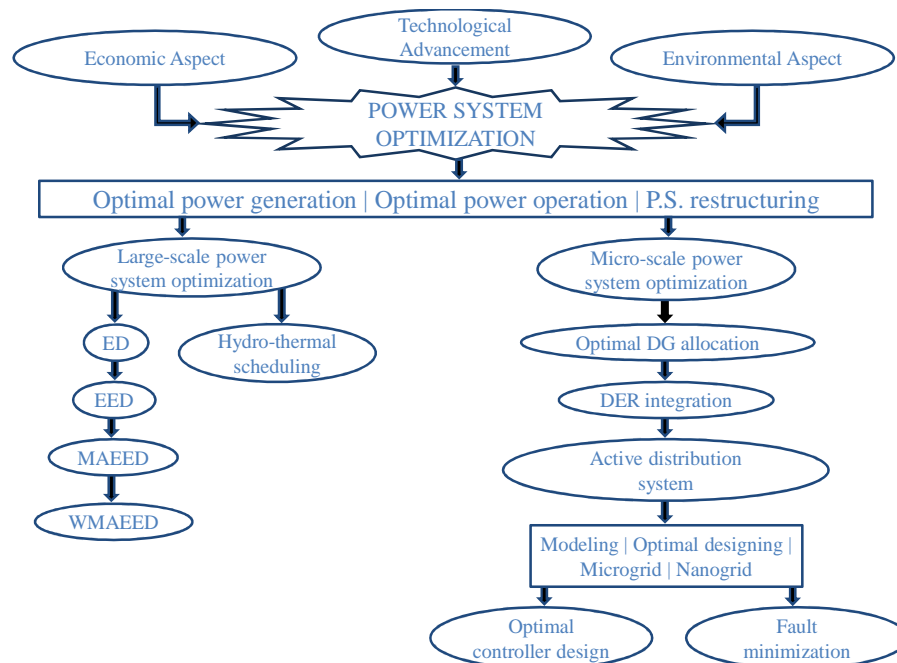 Technological
Advancement
Economic Aspect
Environmental Aspect
POWER SYSTEM
OPTIMIZATION
Optimal power generation | Optimal power operation | P.S. restructuring
Large-scale power
system optimization
Micro-scale power
system optimization
ED
Hydro-thermal
scheduling
Optimal DG allocation
EED
DER integration
MAEED
Active distribution
system
WMAEED
Modeling | Optimal designing |
Microgrid | Nanogrid
Optimal
controller design
Fault
minimization